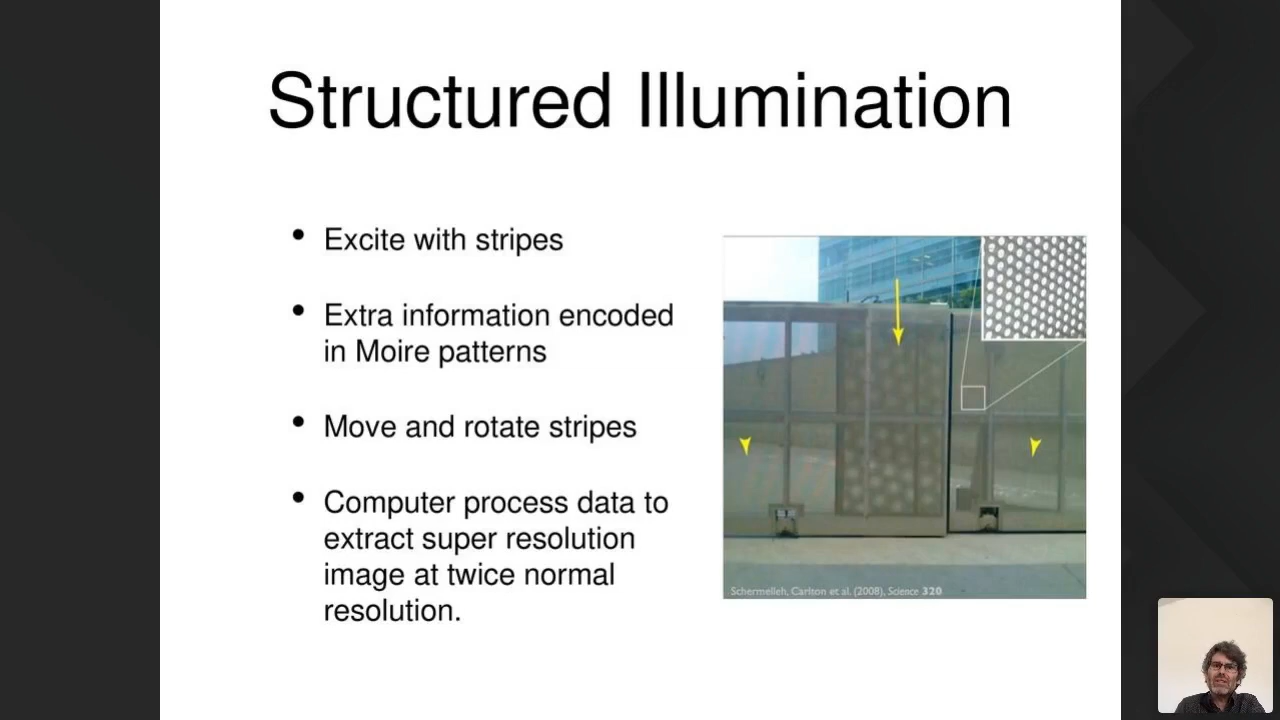 Structured Illumination
• Excite with stripes
• Extra information encoded
in Moire patterns
• Move and rotate stripes
• Computer process data to
extract super resolution
image at twice normal
resolution.
Schermelleh, Carlton et al. (2008), Science 320